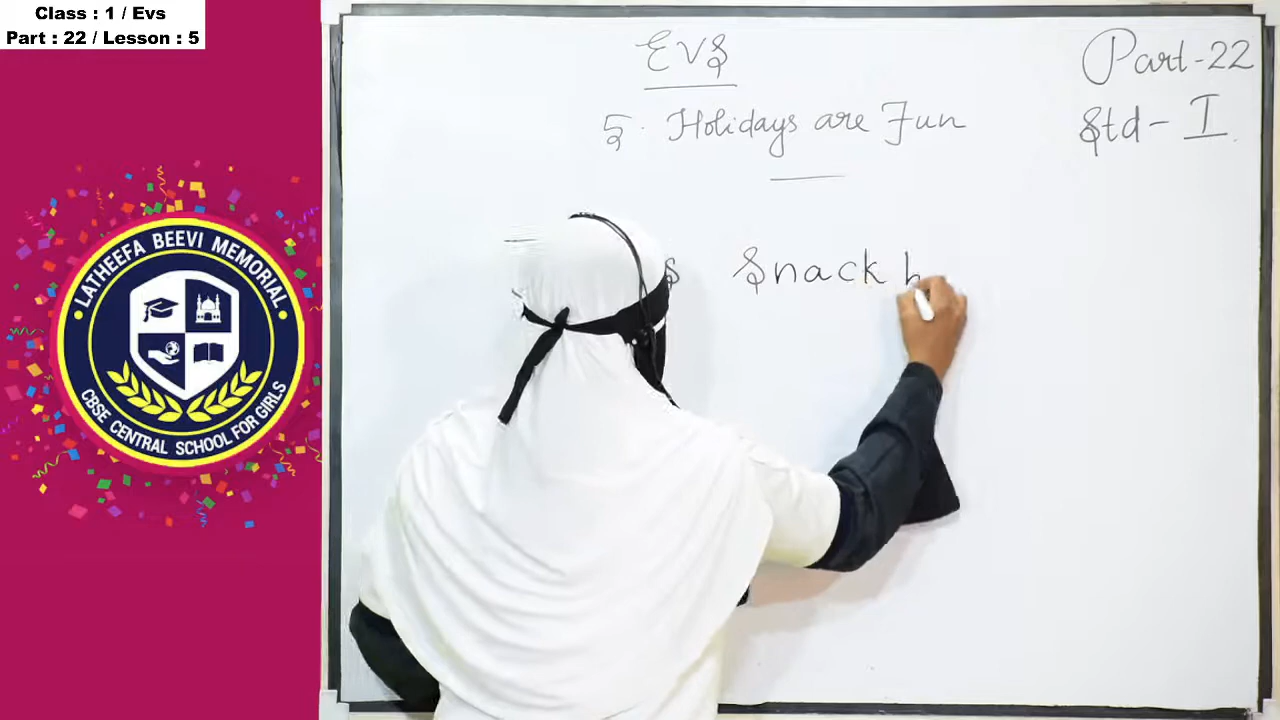 Class : 1 / Evs
Part : 22 / Lesson : 5
EVS
Part-22
5. Holidays are Fun
Std- I.
Snack
LATHEEFA BEEVI MEMORIAL
CBSE CENTRAL SCHOOL FOR GIRLS